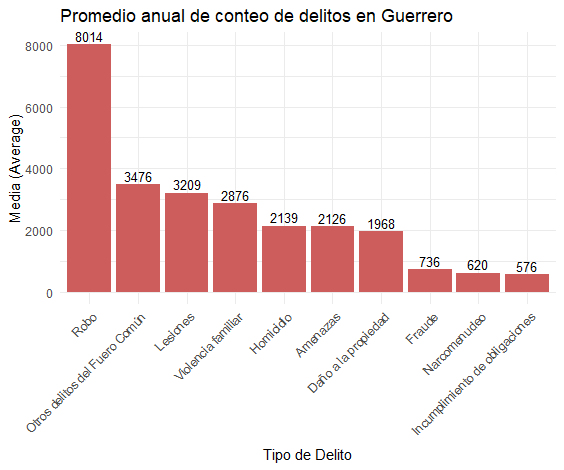 Promedio anual de conteo de delitos en Guerrero
Media (Average)
8000
6000
4000
2000
0
8014
3476
3209
2876
2139
2126
1968
736
620
576
Robo
Otros delitos del Fuero Común
Lesiones
Violencia familiar
Homicidio
Amenazas
Daño a la propiedad
Fraude
Narcomenudeo
Incumplimiento de obligaciones
Tipo de Delito